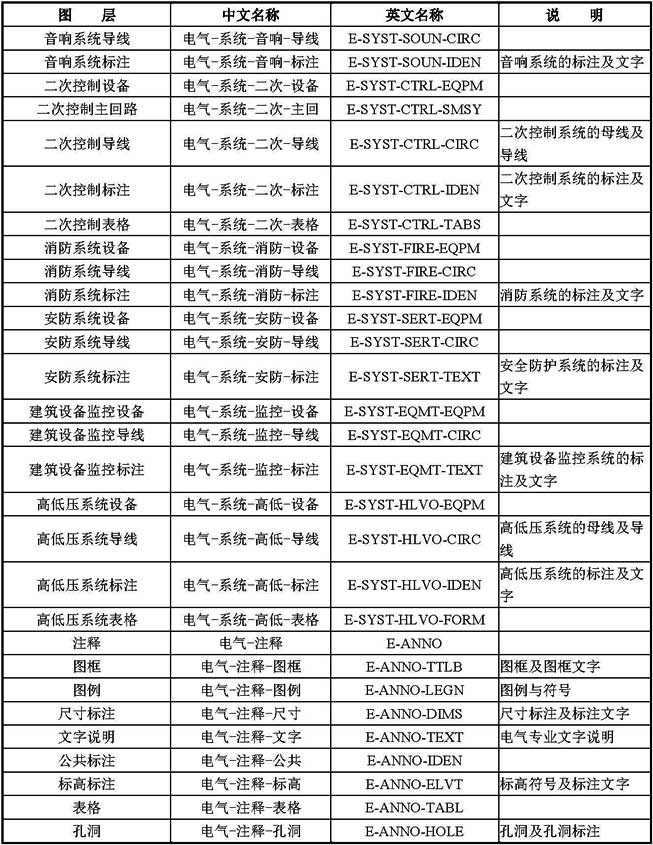 图 层 中文名称 英文名称 说 明
音响系统导线 电气-系统-音响-导线 E-SYST-SOUN-CIRC
音响系统标注 电气-系统-音响-标注 E-SYST-SOUN-IDEN 音响系统的标注及文字
二次控制设备 电气-系统-二次-设备 E-SYST-CTRL-EQPM
二次控制主回路 电气-系统-二次-主回 E-SYST-CTRL-SMSY
二次控制导线 电气-系统-二次-导线 E-SYST-CTRL-CIRC 二次控制系统的母线及
导线
二次控制标注 电气-系统-二次-标注 E-SYST-CTRL-IDEN 二次控制系统的标注及
文字
二次控制表格 电气-系统-二次-表格 E-SYST-CTRL-TABS
消防系统设备 电气-系统-消防-设备 E-SYST-FIRE-EQPM
消防系统导线 电气-系统-消防-导线 E-SYST-FIRE-CIRC
消防系统标注 电气-系统-消防-标注 E-SYST-FIRE-IDEN 消防系统的标注及文字
安防系统设备 电气-系统-安防-设备 E-SYST-SERT-EQPM
安防系统导线 电气-系统-安防-导线 E-SYST-SERT-CIRC
安防系统标注 电气-系统-安防-标注 E-SYST-SERT-TEXT 安全防护系统的标注及
文字
建筑设备监控设备 电气-系统-监控-设备 E-SYST-EQMT-EQPM
建筑设备监控导线 电气-系统-监控-导线 E-SYST-EQMT-CIRC
建筑设备监控标注 电气-系统-监控-标注 E-SYST-EQMT-TEXT 建筑设备监控系统的标
注及文字
高低压系统设备 电气-系统-高低-设备 E-SYST-HLVO-EQPM
高低压系统导线 电气-系统-高低-导线 E-SYST-HLVO-CIRC 高低压系统的母线及导
线
高低压系统标注 电气-系统-高低-标注 E-SYST-HLVO-IDEN 高低压系统的标注及文
字
高低压系统表格 电气-系统-高低-表格 E-SYST-HLVO-FORM
注释 电气-注释 E-ANNO
图框 电气-注释-图框 E-ANNO-TTLB 图框及图框文字
图例 电气-注释-图例 E-ANNO-LEGN 图例与符号
尺寸标注 电气-注释-尺寸 E-ANNO-DIMS 尺寸标注及标注文字
文字说明 电气-注释-文字 E-ANNO-TEXT 电气专业文字说明
公共标注 电气-注释-公共 E-ANNO-IDEN
标高标注 电气-注释-标高 E-ANNO-ELVT 标高符号及标注文字
表格 电气-注释-表格 E-ANNO-TABL
孔洞 电气-注释-孔洞 E-ANNO-HOLE 孔洞及孔洞标注